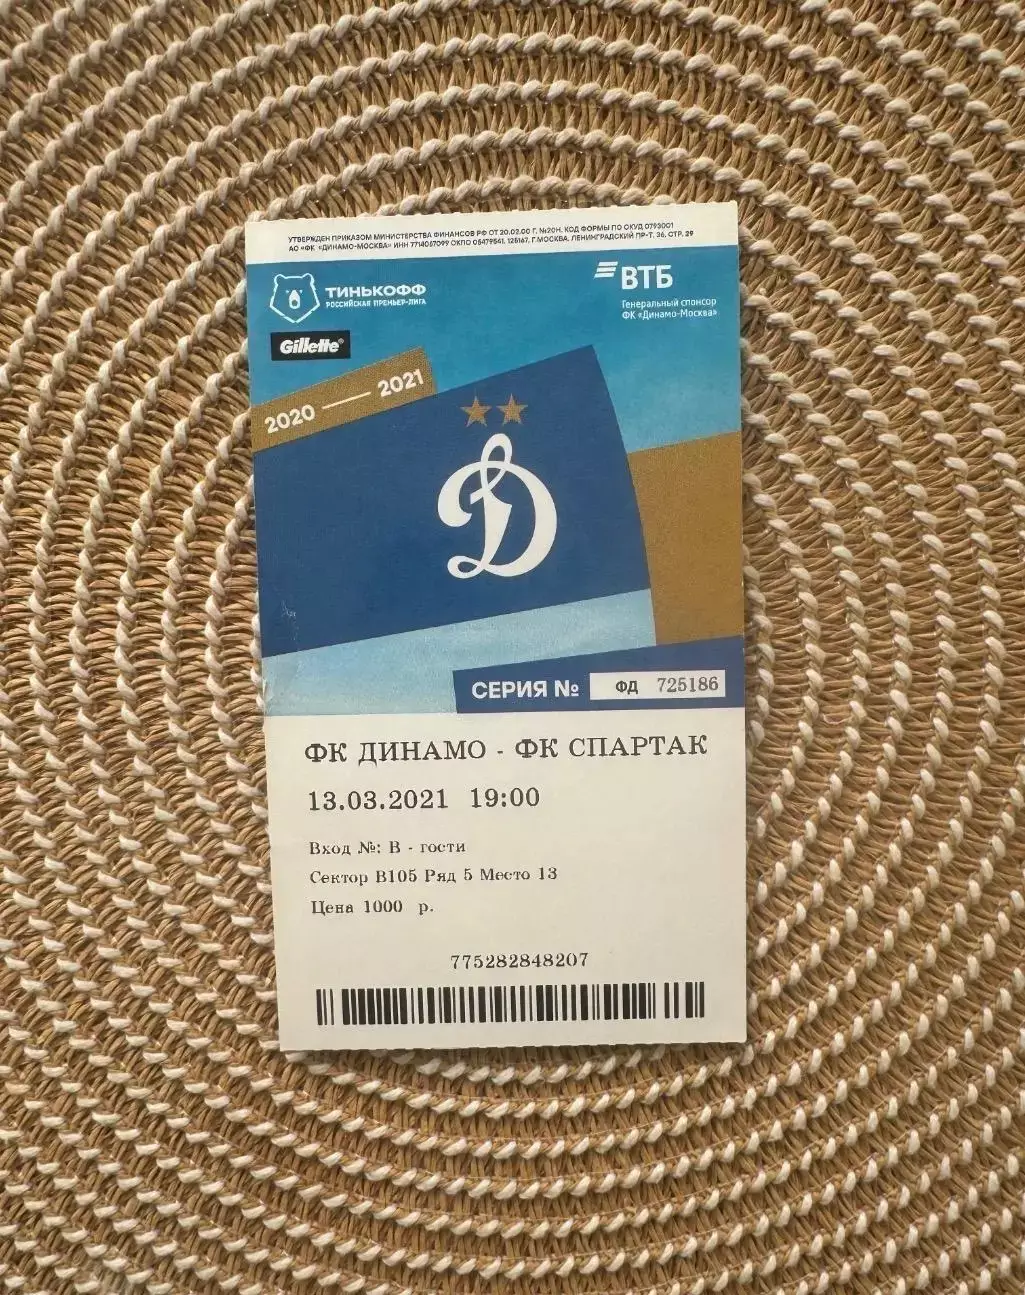 УТВЕРЖДЕН ПРИКАЗОМ МИНИСТЕРСТВА ФИНАНСОВ РФ ОТ 20.02.00 Г. №20Н. КОД ФОРМЫ ПО ОКУД 0793001
АО «ФК «ДИНАМО-МОСКВА» ИНН 7714067099 ОКПО 05479541, 125167, Г.МОСКВА, ЛЕНИНГРАДСКИЙ ПР-Т. 36, СТР. 29
ТИНЬКОФФ
РОССИЙСКАЯ ПРЕМЬЕР-ЛИГА
ВТБ
Генеральный спонсор
ФК «Динамо-Москва»
Gillette®
2020 — 2021
Д
СЕРИЯ № ФД 725186
ФК ДИНАМО - ФК СПАРТАК
13.03.2021 19:00
Вход №: B - гости
Сектор B105 Ряд 5 Место 13
Цена 1000 р.
775282848207